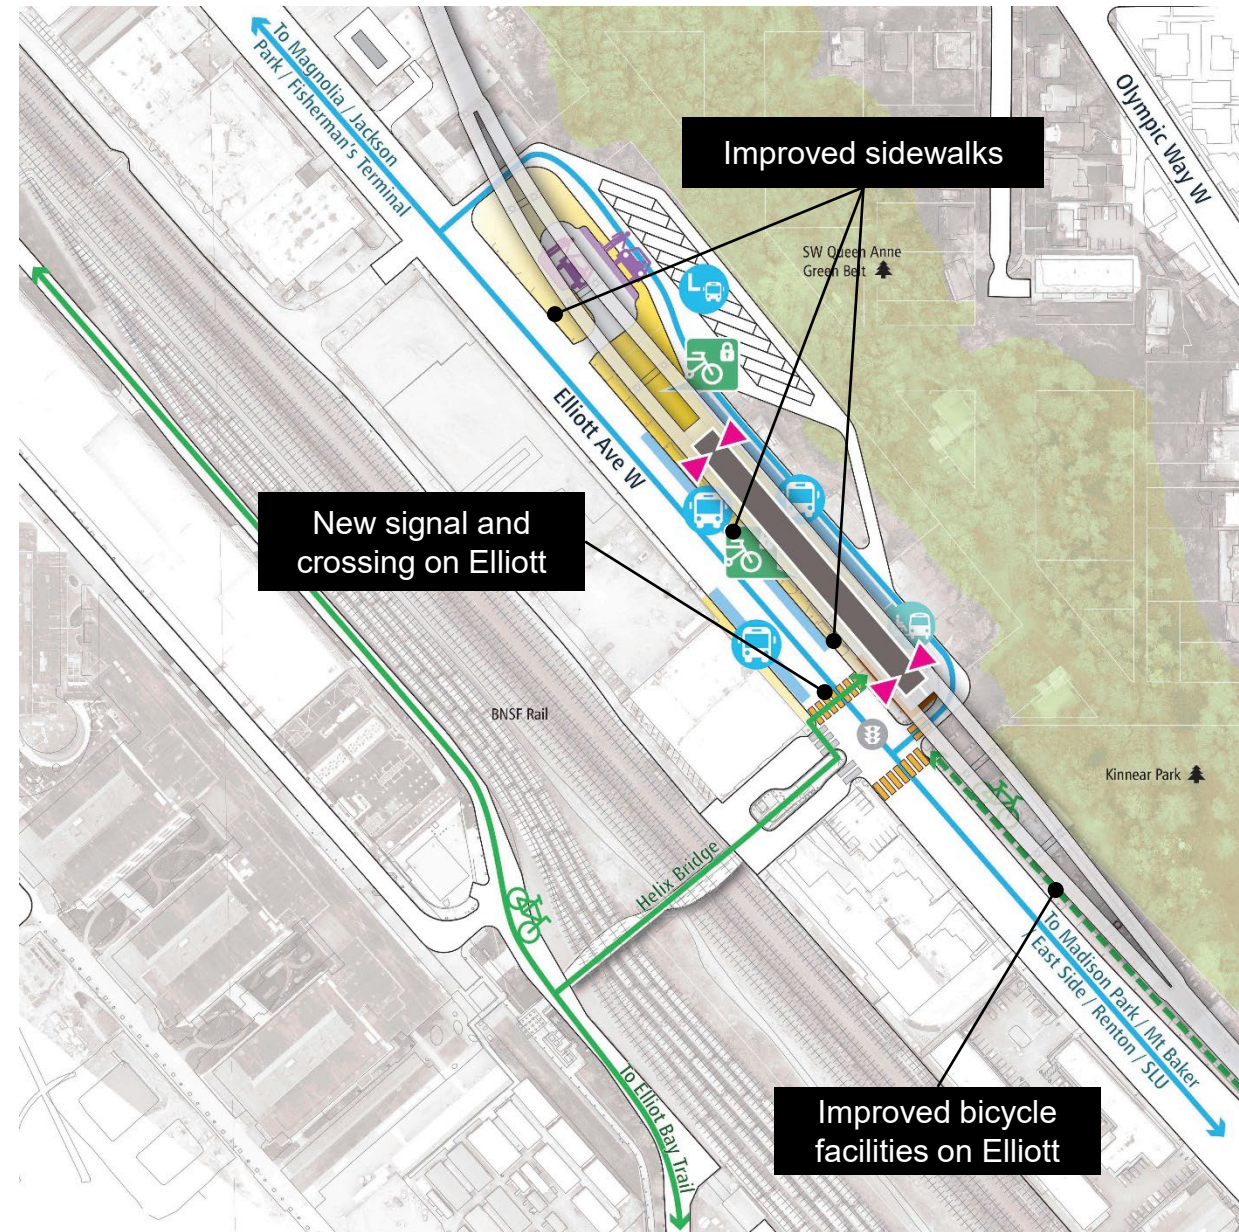 To Magnolia / Jackson
Park / Fisherman's Terminal
Olympic Way W
Improved sidewalks
SW Queen Anne
Green Belt
L
Elliott Ave W
New signal and
crossing on Elliott
BNSF Rail
Kinnear Park
Helix Bridge
To Madison Park / Mt Baker
/ East Side / Renton / SLU
To Elliot Bay Trail
Improved bicycle
facilities on Elliott